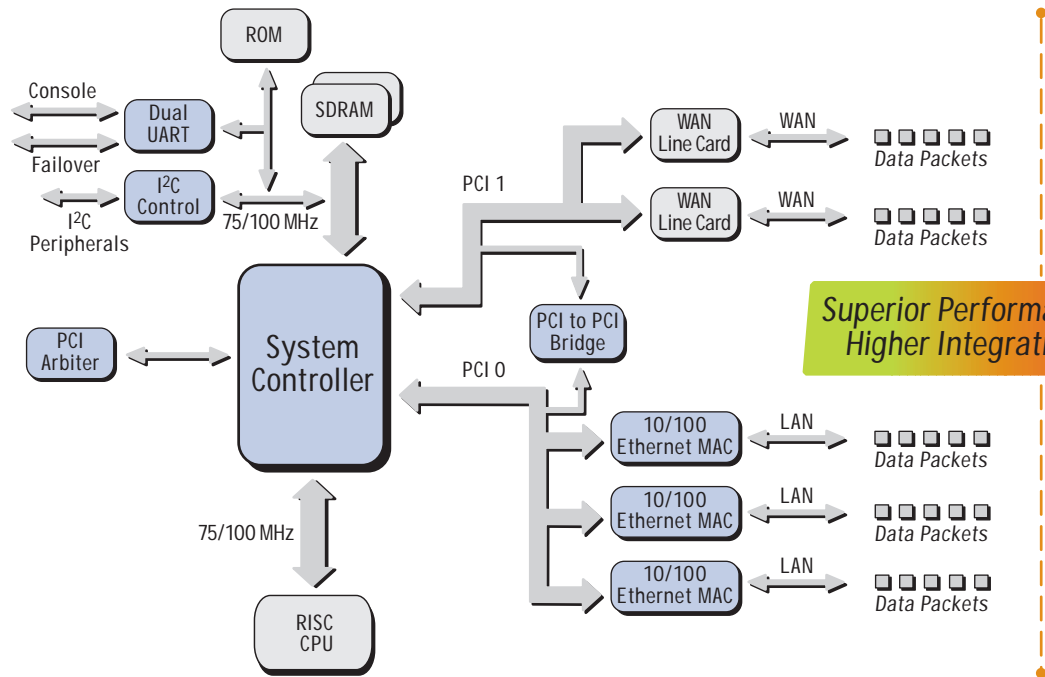 ROM
Console
Dual
UART
SDRAM
Failover
I²C
Control
75/100 MHz
I²C
Peripherals
PCI 1
WAN
Line Card
WAN
Data Packets
WAN
Line Card
WAN
Data Packets
PCI to PCI
Bridge
Superior Performa
Higher Integrati
PCI
Arbiter
System
Controller
PCI 0
10/100
Ethernet MAC
LAN
Data Packets
10/100
Ethernet MAC
LAN
Data Packets
10/100
Ethernet MAC
LAN
Data Packets
75/100 MHz
RISC
CPU